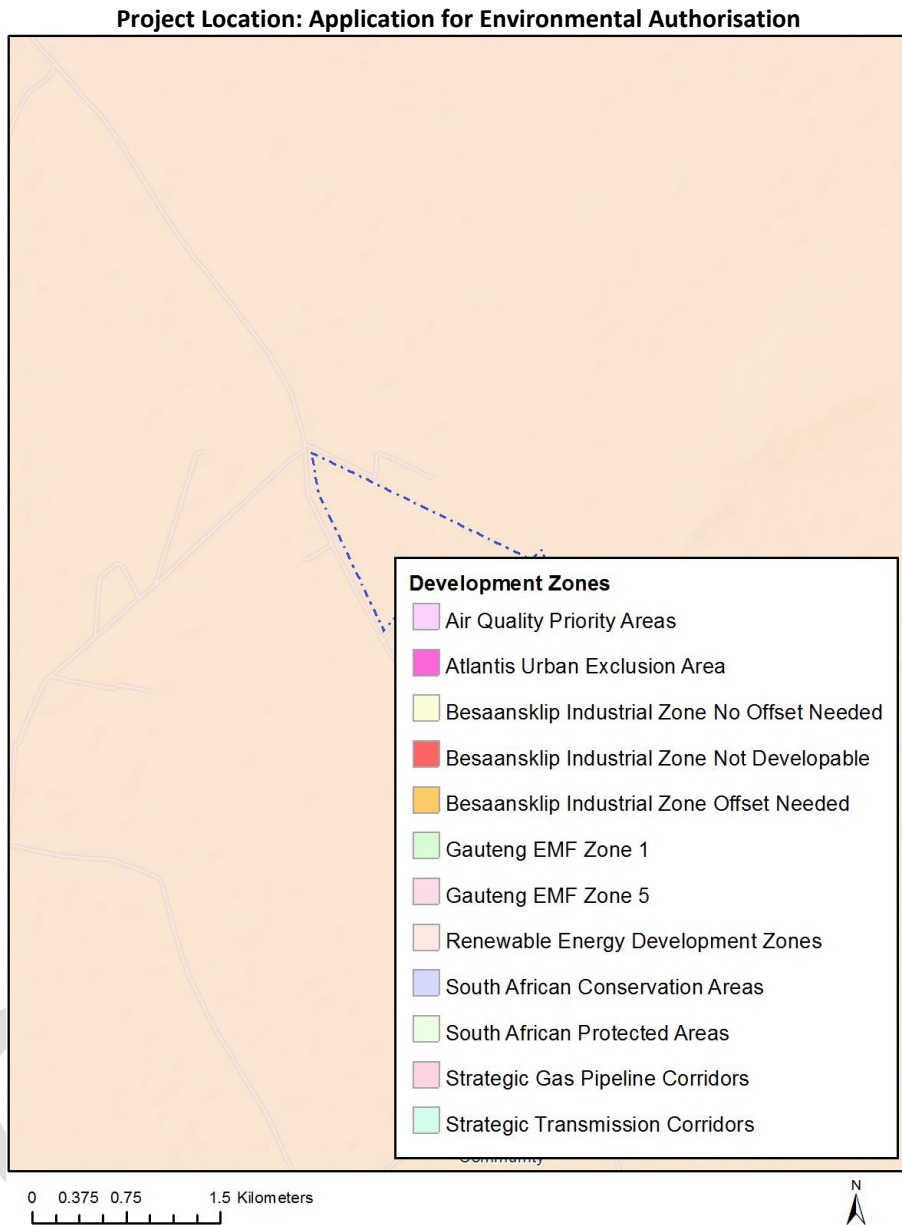 Project Location: Application for Environmental Authorisation
Development Zones
Air Quality Priority Areas
Atlantis Urban Exclusion Area
Besaansklip Industrial Zone No Offset Needed
Besaansklip Industrial Zone Not Developable
Besaansklip Industrial Zone Offset Needed
Gauteng EMF Zone 1
Gauteng EMF Zone 5
Renewable Energy Development Zones
South African Conservation Areas
South African Protected Areas
Strategic Gas Pipeline Corridors
Strategic Transmission Corridors
Community
0 0.375 0.75 1.5 Kilometers
N